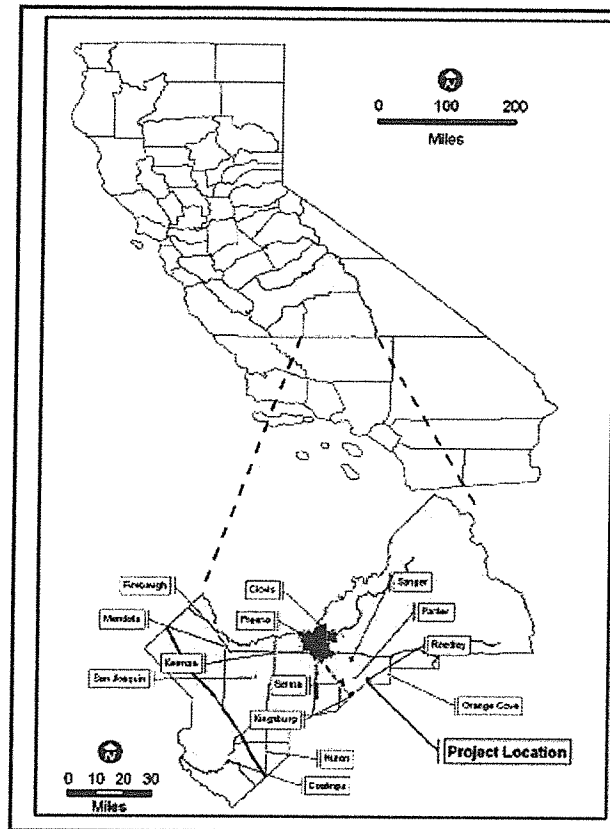 N
0 100 200
Miles
Firebaugh
Clovis
Sanger
Mendota
Fresno
Parlier
Reedley
Kerman
San Joaquin
Selma
Orange Cove
Kingsburg
Project Location
N
Huron
0 10 20 30
Coalinga
Miles